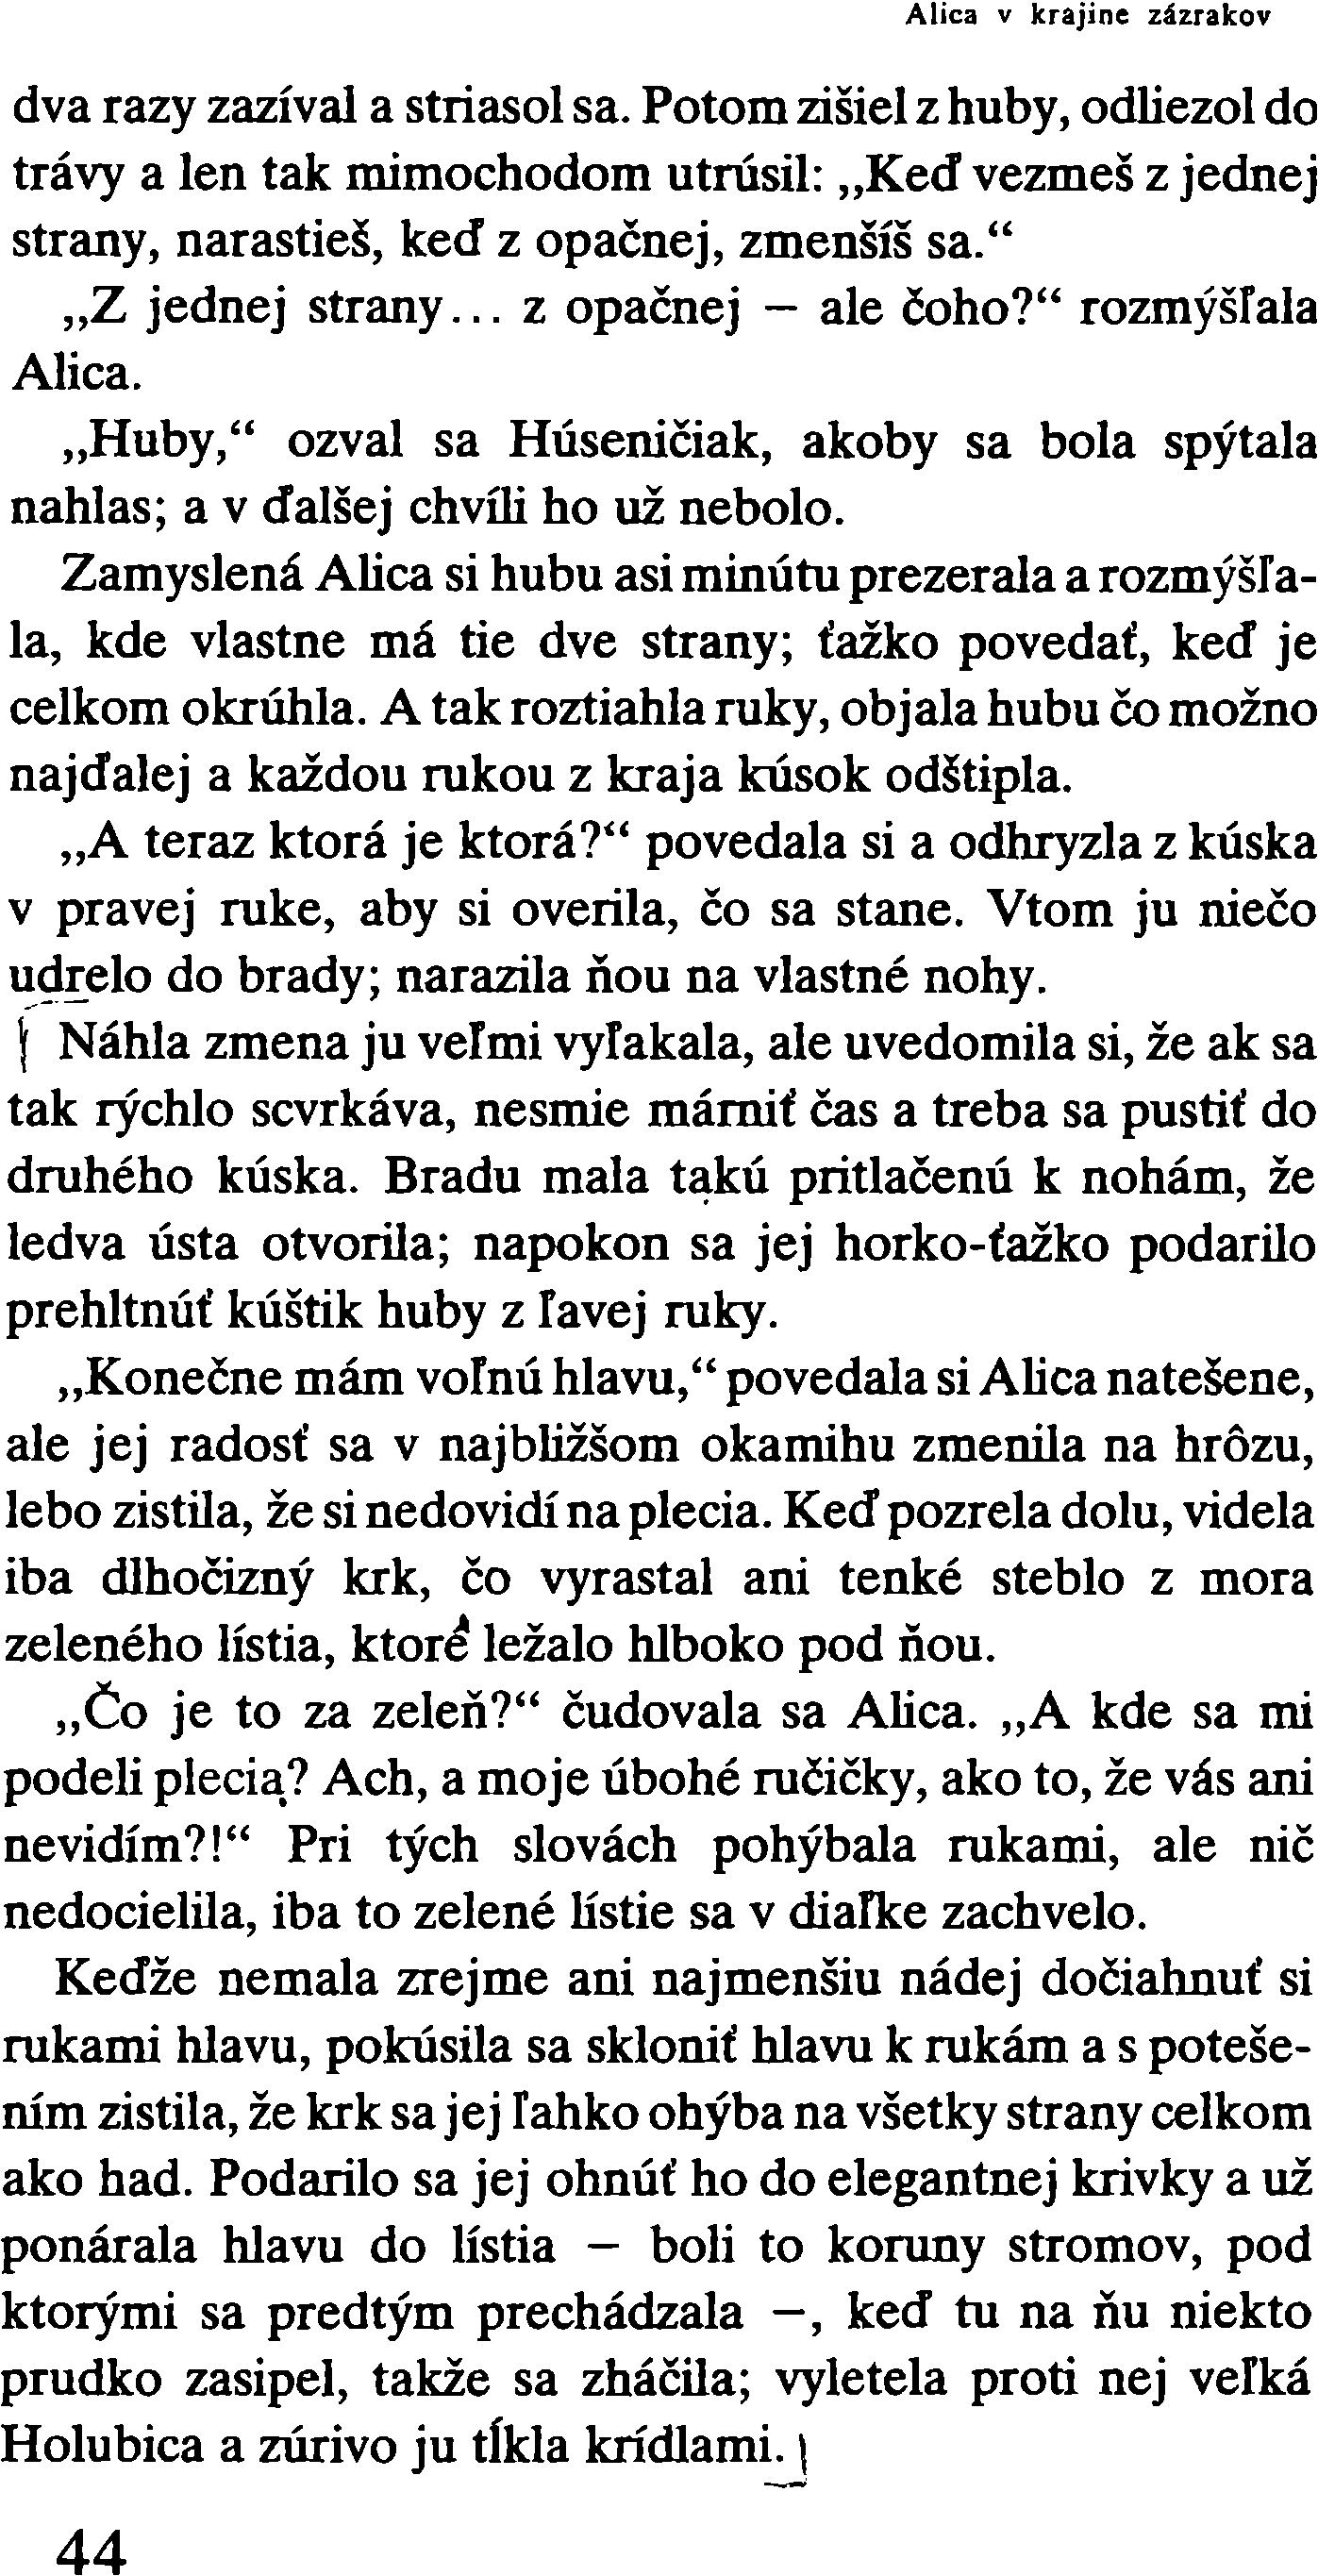 Alica v krajine zázrakov
dva razy zazíval a striasol sa. Potom zišiel z huby, odliezol do
trávy a len tak mimochodom utrúsil: „Keď vezmeš z jednej
strany, narastieš, keď z opačnej, zmenšíš sa.“
„Z jednej strany... z opačnej – ale čoho?“ rozmýšľala
Alica.
„Huby,“ ozval sa Húseničiak, akoby sa bola spýtala
nahlas; a v ďalšej chvíli ho už nebolo.
Zamyslená Alica si hubu asi minútu prezerala a rozmýšľa-
la, kde vlastne má tie dve strany; ťažko povedať, keď je
celkom okrúhla. A tak roztiahla ruky, objala hubu čo možno
najďalej a každou rukou z kraja kúsok odštipla.
„A teraz ktorá je ktorá?“ povedala si a odhryzla z kúska
v pravej ruke, aby si overila, čo sa stane. Vtom ju niečo
udrelo do brady; narazila ňou na vlastné nohy.
Náhla zmena ju veľmi vyľakala, ale uvedomila si, že ak sa
tak rýchlo scvrkáva, nesmie márniť čas a treba sa pustiť do
druhého kúska. Bradu mala takú pritlačenú k nohám, že
ledva ústa otvorila; napokon sa jej horko-ťažko podarilo
prehltnúť kúštik huby z ľavej ruky.
„Konečne mám voľnú hlavu,“ povedala si Alica natešene,
ale jej radosť sa v najbližšom okamihu zmenila na hrôzu,
lebo zistila, že si nedovidí na plecia. Keď pozrela dolu, videla
iba dlhočizný krk, čo vyrastal ani tenké steblo z mora
zeleného lístia, ktoré ležalo hlboko pod ňou.
„Čo je to za zeleň?“ čudovala sa Alica. „A kde sa mi
podeli plecia? Ach, a moje úbohé ručičky, ako to, že vás ani
nevidím?!“ Pri tých slovách pohýbala rukami, ale nič
nedocielila, iba to zelené lístie sa v diaľke zachvelo.
Keďže nemala zrejme ani najmenšiu nádej dočiahnuť si
rukami hlavu, pokúsila sa skloniť hlavu k rukám a s poteše-
ním zistila, že krk sa jej ľahko ohýba na všetky strany celkom
ako had. Podarilo sa jej ohnúť ho do elegantnej krivky a už
ponárala hlavu do lístia – boli to koruny stromov, pod
ktorými sa predtým prechádzala –, keď tu na ňu niekto
prudko zasipel, takže sa zháčila; vyletela proti nej veľká
Holubica a zúrivo ju tĺkla krídlami.
44